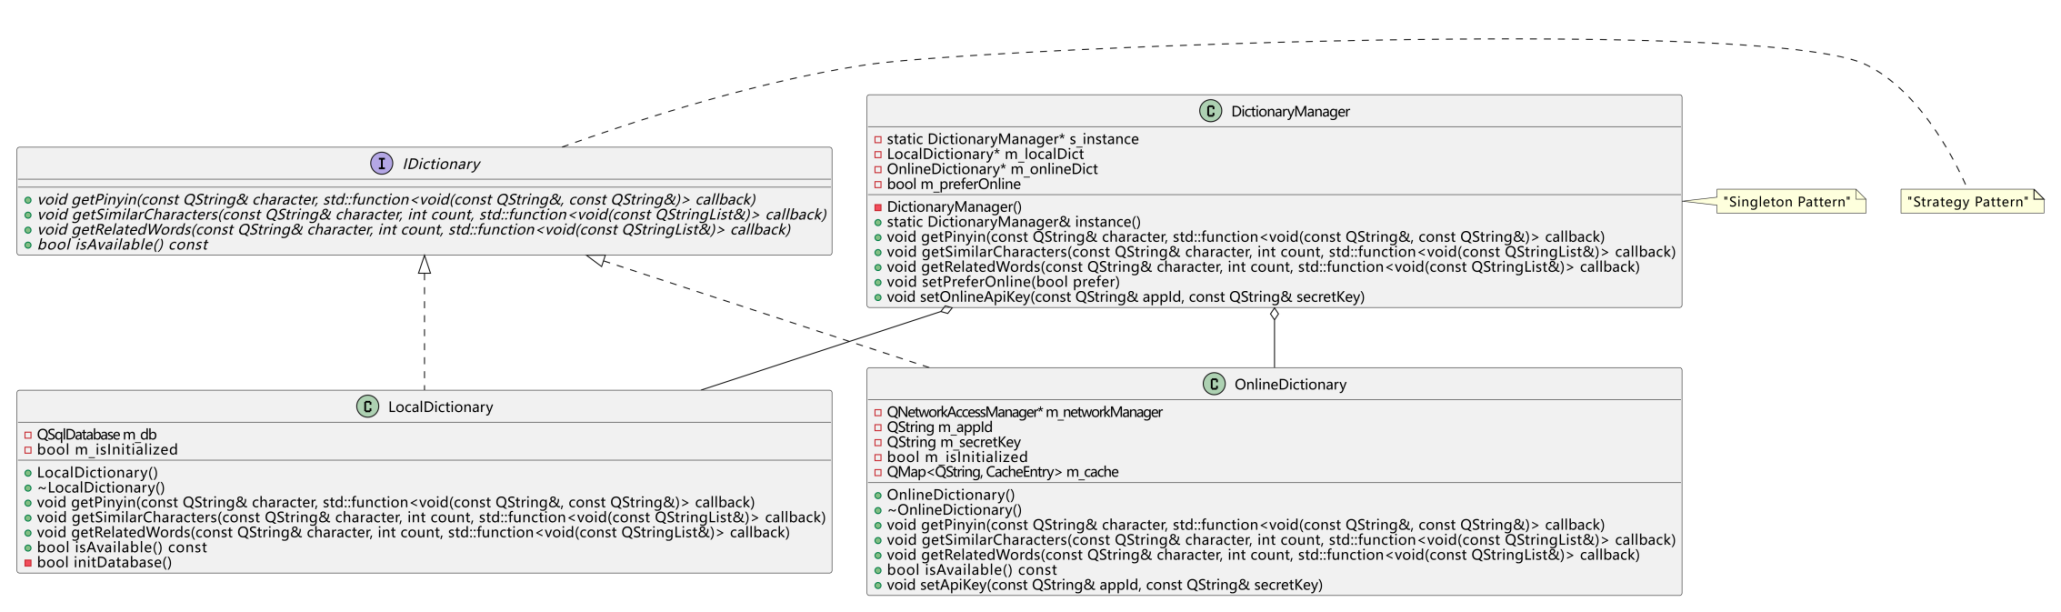 IDictionary
void getPinyin(const QString& character, std::function<void(const QString&, const QString&)> callback)
void getSimilarCharacters(const QString& character, int count, std::function<void(const QStringList&)> callback)
void getRelatedWords(const QString& character, int count, std::function<void(const QStringList&)> callback)
bool isAvailable() const
DictionaryManager
static DictionaryManager* s_instance
LocalDictionary* m_localDict
OnlineDictionary* m_onlineDict
bool m_preferOnline
DictionaryManager()
static DictionaryManager& instance()
void getPinyin(const QString& character, std::function<void(const QString&, const QString&)> callback)
void getSimilarCharacters(const QString& character, int count, std::function<void(const QStringList&)> callback)
void getRelatedWords(const QString& character, int count, std::function<void(const QStringList&)> callback)
void setPreferOnline(bool prefer)
void setOnlineApiKey(const QString& appId, const QString& secretKey)
"Singleton Pattern"
"Strategy Pattern"
LocalDictionary
QSqlDatabase m_db
bool m_isInitialized
LocalDictionary()
~LocalDictionary()
void getPinyin(const QString& character, std::function<void(const QString&, const QString&)> callback)
void getSimilarCharacters(const QString& character, int count, std::function<void(const QStringList&)> callback)
void getRelatedWords(const QString& character, int count, std::function<void(const QStringList&)> callback)
bool isAvailable() const
bool initDatabase()
OnlineDictionary
QNetworkAccessManager* m_networkManager
QString m_appId
QString m_secretKey
bool m_isInitialized
QMap<QString, CacheEntry> m_cache
OnlineDictionary()
~OnlineDictionary()
void getPinyin(const QString& character, std::function<void(const QString&, const QString&)> callback)
void getSimilarCharacters(const QString& character, int count, std::function<void(const QStringList&)> callback)
void getRelatedWords(const QString& character, int count, std::function<void(const QStringList&)> callback)
bool isAvailable() const
void setApiKey(const QString& appId, const QString& secretKey)